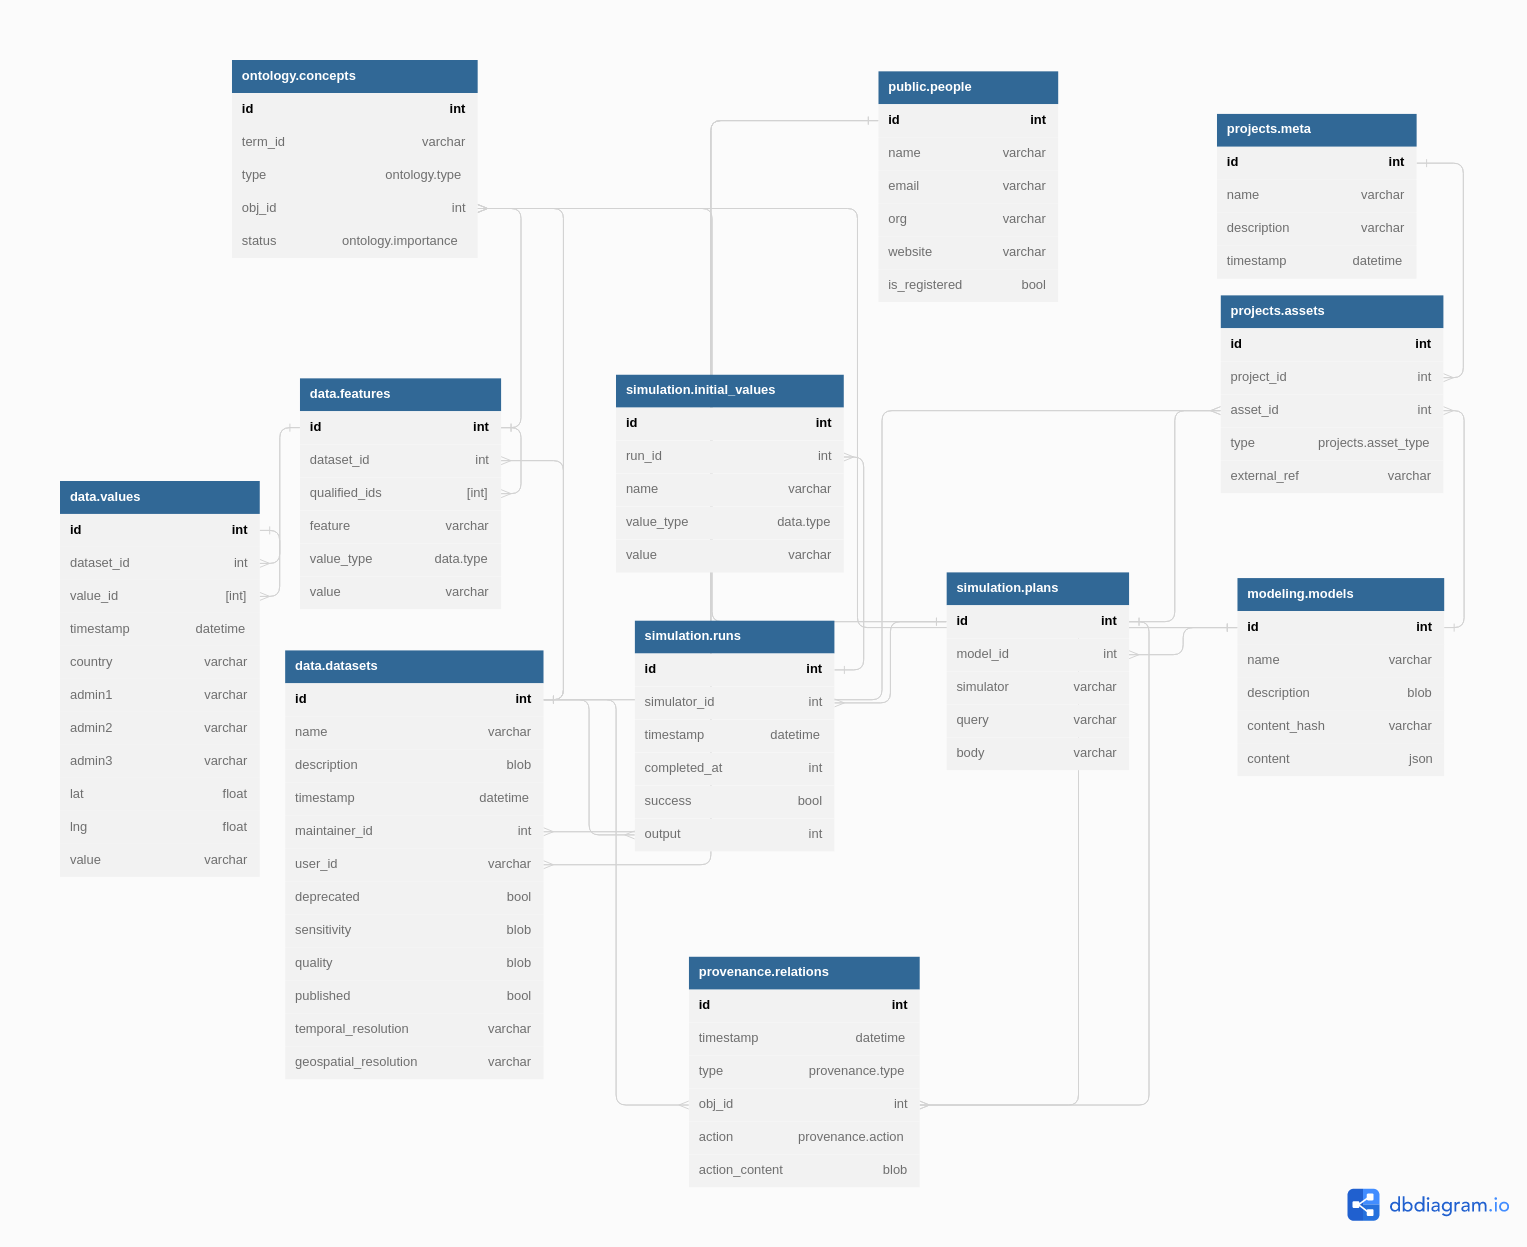 ontology.concepts
id int
term_id varchar
type ontology.type
obj_id int
status ontology.importance
public.people
id int
name varchar
email varchar
org varchar
website varchar
is_registered bool
projects.meta
id int
name varchar
description varchar
timestamp datetime
projects.assets
id int
project_id int
asset_id int
type projects.asset_type
external_ref varchar
data.features
id int
dataset_id int
qualified_ids [int]
feature varchar
value_type data.type
value varchar
simulation.initial_values
id int
run_id int
name varchar
value_type data.type
value varchar
data.values
id int
dataset_id int
value_id [int]
timestamp datetime
country varchar
admin1 varchar
admin2 varchar
admin3 varchar
lat float
lng float
value varchar
simulation.plans
id int
model_id int
simulator varchar
query varchar
body varchar
modeling.models
id int
name varchar
description blob
content_hash varchar
content json
simulation.runs
id int
simulator_id int
timestamp datetime
completed_at int
success bool
output int
data.datasets
id int
name varchar
description blob
timestamp datetime
maintainer_id int
user_id varchar
deprecated bool
sensitivity blob
quality blob
published bool
temporal_resolution varchar
geospatial_resolution varchar
provenance.relations
id int
timestamp datetime
type provenance.type
obj_id int
action provenance.action
action_content blob
dbdiagram.io